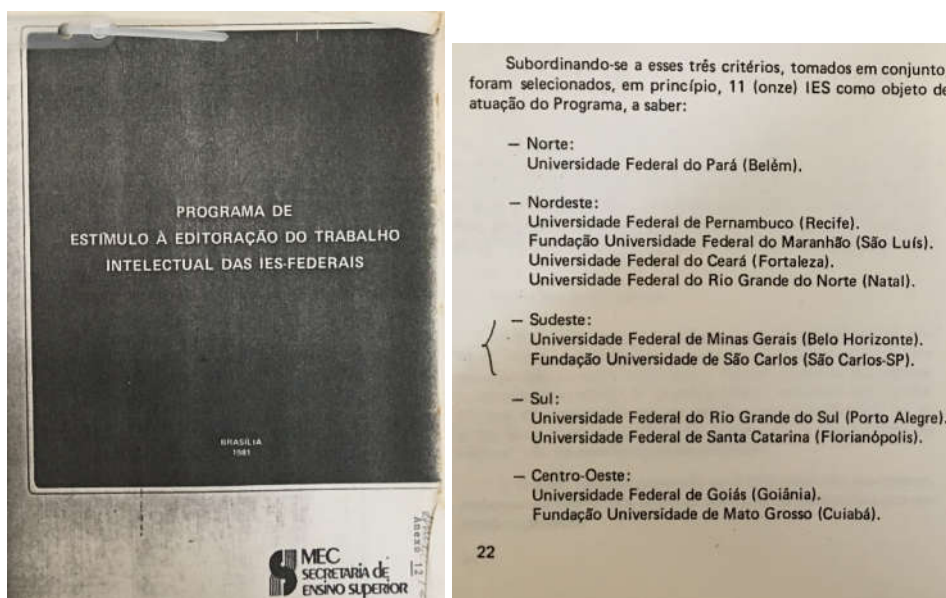 PROGRAMA DE
ESTÍMULO À EDITORAÇÃO DO TRABALHO
INTELECTUAL DAS IES-FEDERAIS
BRASÍLIA
1981
MEC
SECRETARIA de
ENSINO SUPERIOR
Anexo 12
Subordinando-se a esses três critérios, tomados em conjunto
foram selecionados, em princípio, 11 (onze) IES como objeto de
atuação do Programa, a saber:
— Norte:
Universidade Federal do Pará (Belém).
— Nordeste:
Universidade Federal de Pernambuco (Recife).
Fundação Universidade Federal do Maranhão (São Luís).
Universidade Federal do Ceará (Fortaleza).
Universidade Federal do Rio Grande do Norte (Natal).
— Sudeste:
Universidade Federal de Minas Gerais (Belo Horizonte).
Fundação Universidade de São Carlos (São Carlos-SP).
— Sul:
Universidade Federal do Rio Grande do Sul (Porto Alegre).
Universidade Federal de Santa Catarina (Florianópolis).
— Centro-Oeste:
Universidade Federal de Goiás (Goiânia).
Fundação Universidade de Mato Grosso (Cuiabá).
22